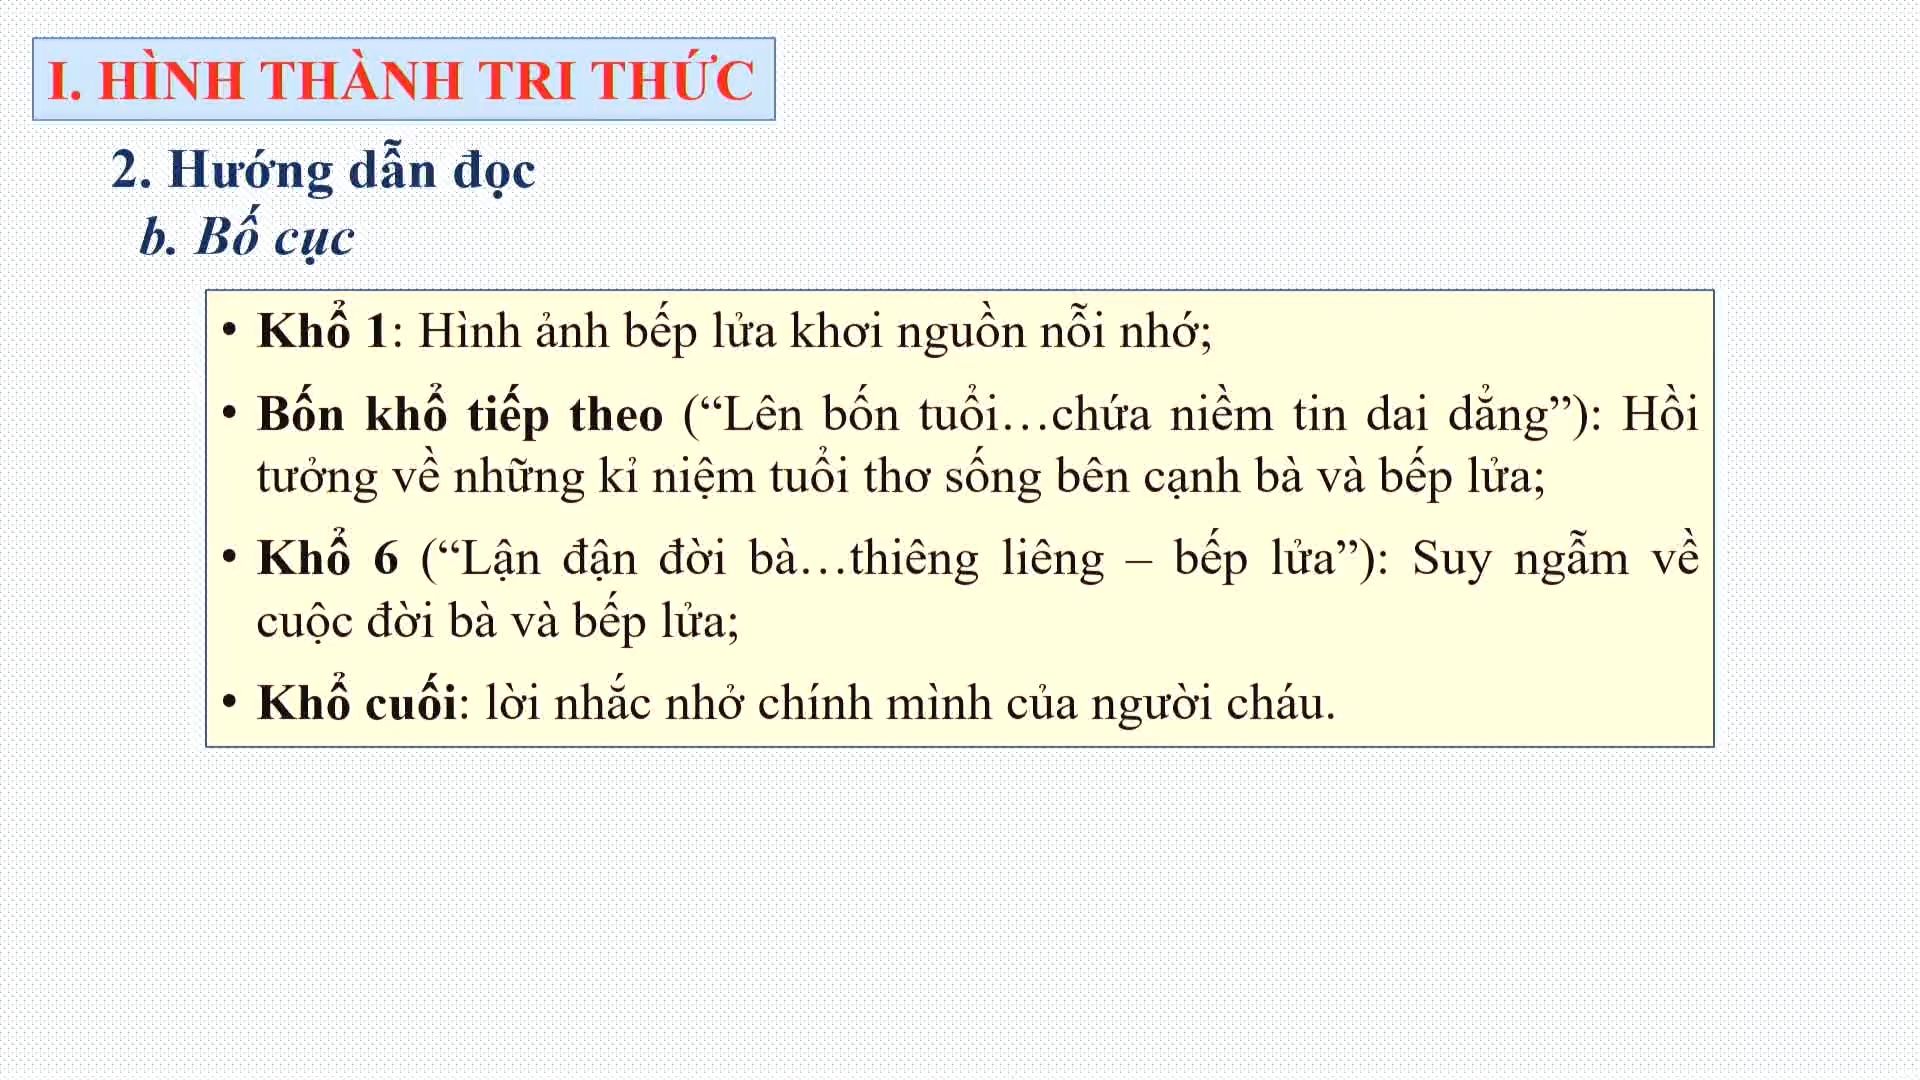 I. HÌNH THÀNH TRI THỨC
2. Hướng dẫn đọc
b. Bố cục
• Khổ 1: Hình ảnh bếp lửa khơi nguồn nỗi nhớ;
• Bốn khổ tiếp theo (“Lên bốn tuổi…chứa niềm tin dai dẳng”): Hồi
tưởng về những kỉ niệm tuổi thơ sống bên cạnh bà và bếp lửa;
• Khổ 6 (“Lận đận đời bà…thiêng liêng – bếp lửa”): Suy ngẫm về
cuộc đời bà và bếp lửa;
• Khổ cuối: lời nhắc nhở chính mình của người cháu.